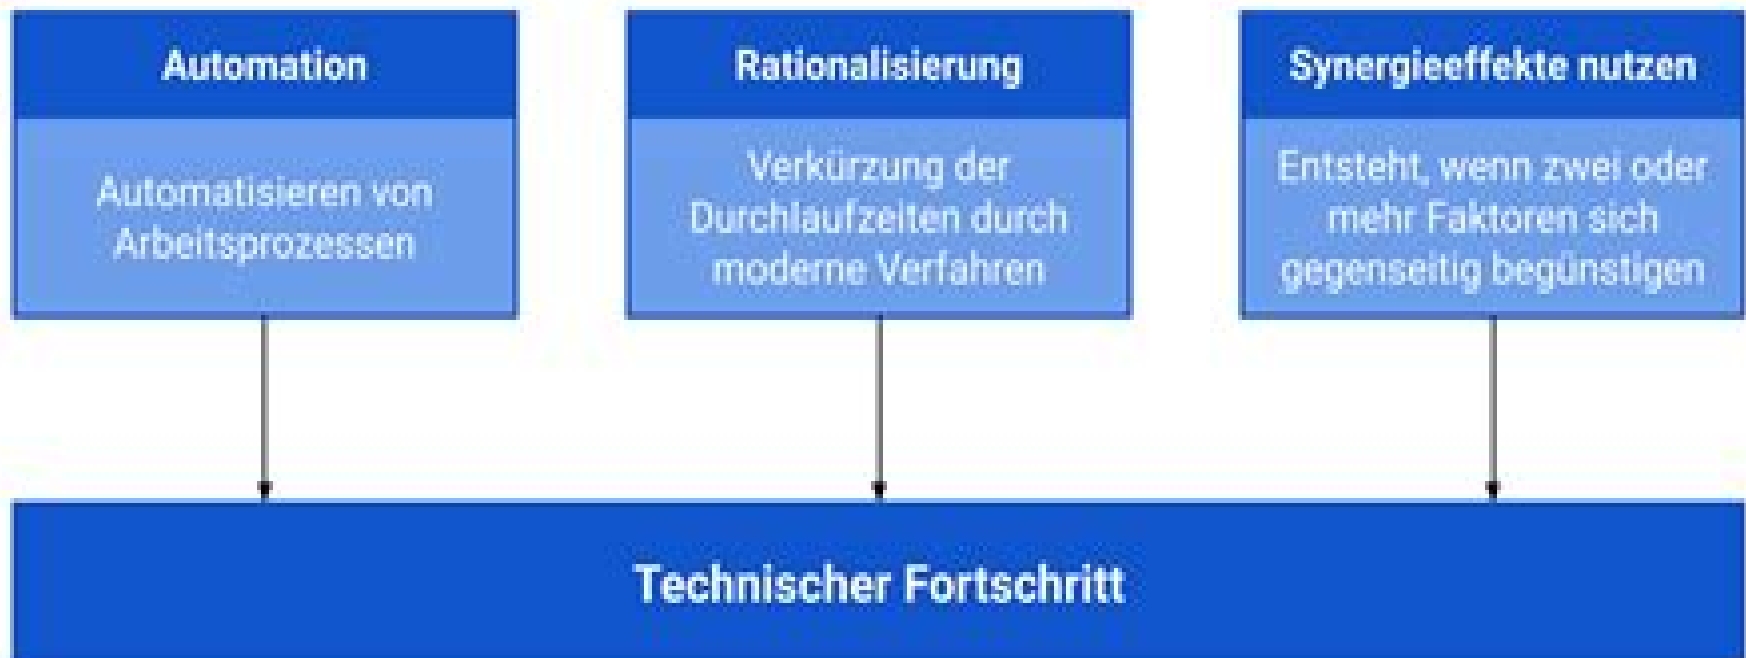 Automation
Automatisieren von
Arbeitsprozessen
Rationalisierung
Verkürzung der
Durchlaufzeiten durch
moderne Verfahren
Synergieeffekte nutzen
Entsteht, wenn zwei oder
mehr Faktoren sich
gegenseitig begünstigen
Technischer Fortschritt